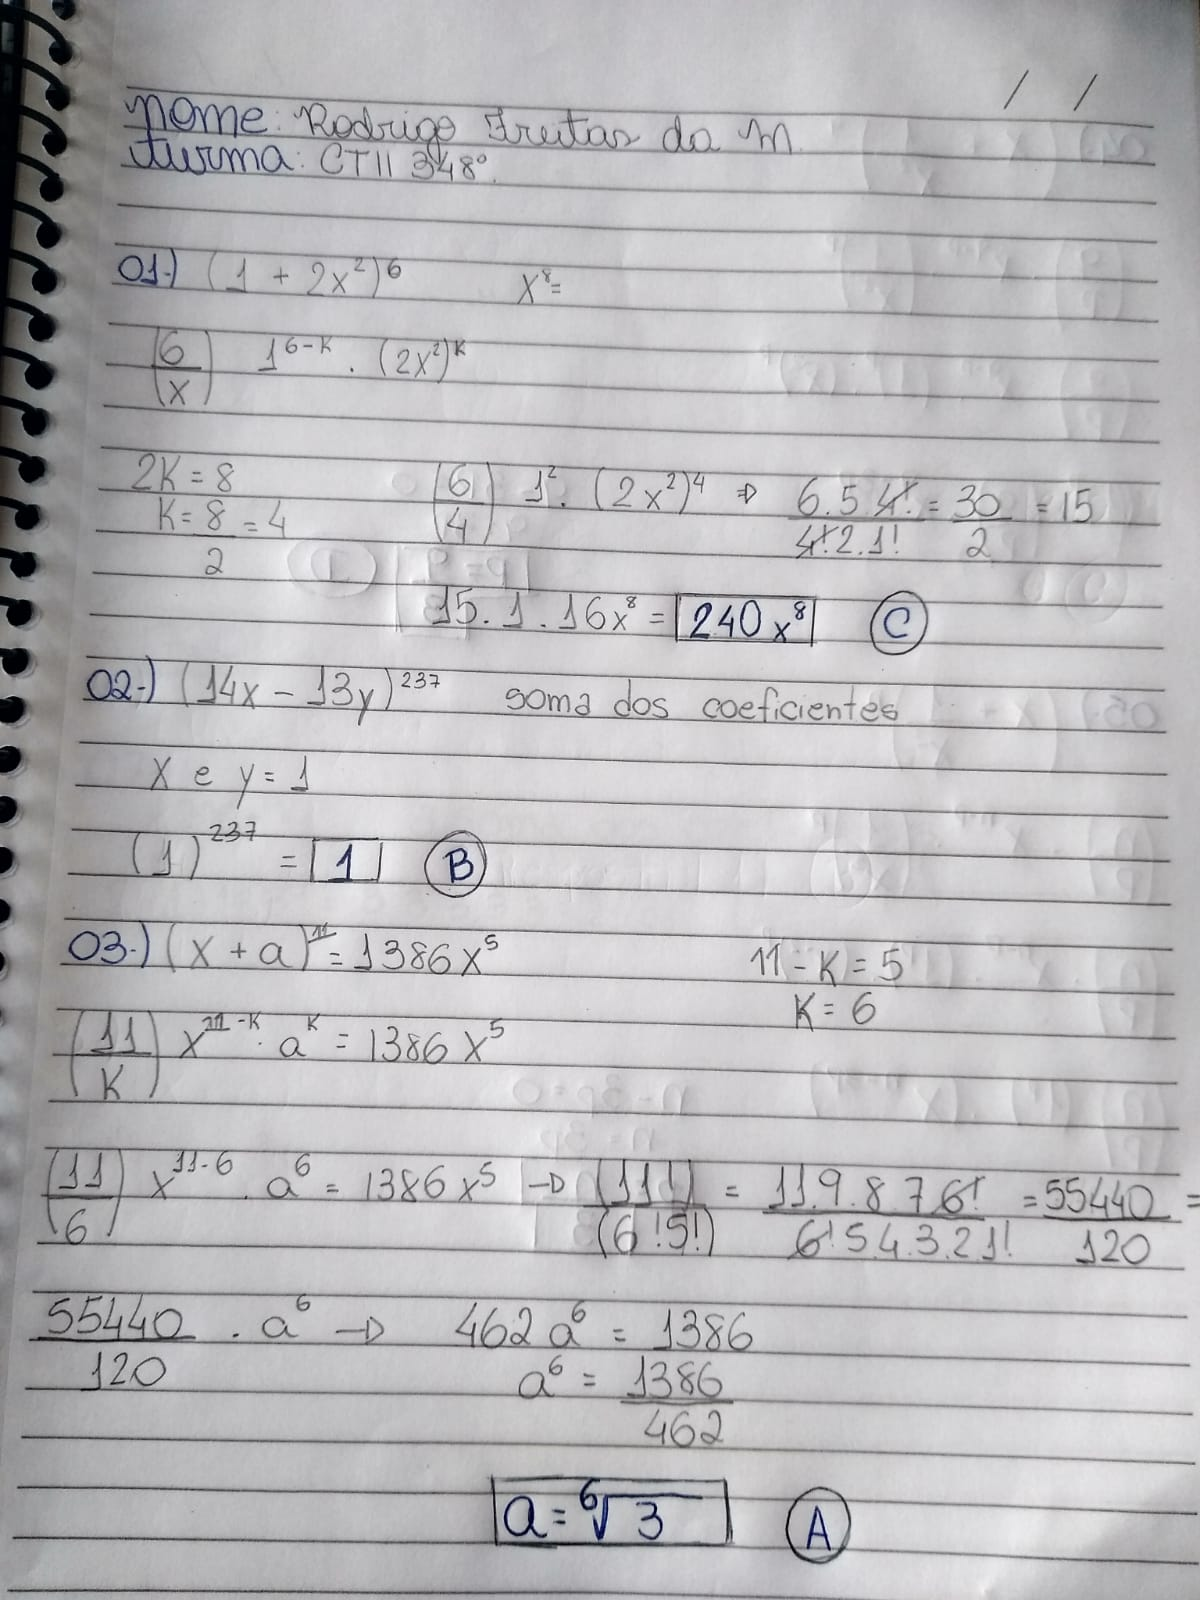 / /
nome: Rodrigo Freitas da M.
turma: CTII 348°.
01-) (1 + 2x²)⁶ x⁸=
(6/x) 1⁶⁻ᴷ . (2x²)ᴷ
2K = 8 (6/4) 1² . (2x²)⁴ ⇒ 6.5 4!/4!2.1! = 30/2 = 15
K = 8/2 = 4
15 . 1 . 16x⁸ = 240x⁸ C
02-) (14x - 13y)²³⁷ soma dos coeficientes
x e y = 1
(1)²³⁷ = 1 B
03-) (x + a)¹¹ = 1386x⁵ 11 - K = 5
K = 6
(11/K) x¹¹⁻ᴷ . aᴷ = 1386x⁵
(11/6) x¹¹⁻⁶ . a⁶ = 1386x⁵ → (11!)/(6!5!) = 11.9.8.7.6!/6!5.4.3.2.1! = 55440/120 =
55440/120 . a⁶ → 462a⁶ = 1386
a⁶ = 1386/462
a = ⁶√3 A